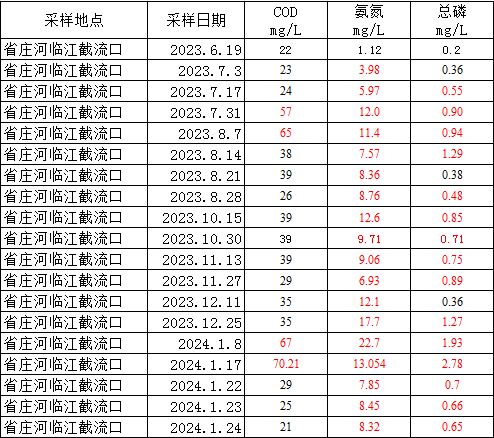 采样地点 采样日期 COD mg/L 氨氮 mg/L 总磷 mg/L
省庄河临江截流口 2023.6.19 22 1.12 0.2
省庄河临江截流口 2023.7.3 23 3.98 0.36
省庄河临江截流口 2023.7.17 24 5.97 0.55
省庄河临江截流口 2023.7.31 57 12.0 0.90
省庄河临江截流口 2023.8.7 65 11.4 0.94
省庄河临江截流口 2023.8.14 38 7.57 1.29
省庄河临江截流口 2023.8.21 39 8.36 0.38
省庄河临江截流口 2023.8.28 26 8.76 0.48
省庄河临江截流口 2023.10.15 39 12.6 0.85
省庄河临江截流口 2023.10.30 39 9.71 0.71
省庄河临江截流口 2023.11.13 39 9.06 0.75
省庄河临江截流口 2023.11.27 29 6.93 0.89
省庄河临江截流口 2023.12.11 35 12.1 0.36
省庄河临江截流口 2023.12.25 35 17.7 1.27
省庄河临江截流口 2024.1.8 67 22.7 1.93
省庄河临江截流口 2024.1.17 70.21 13.054 2.78
省庄河临江截流口 2024.1.22 29 7.85 0.7
省庄河临江截流口 2024.1.23 25 8.45 0.66
省庄河临江截流口 2024.1.24 21 8.32 0.65